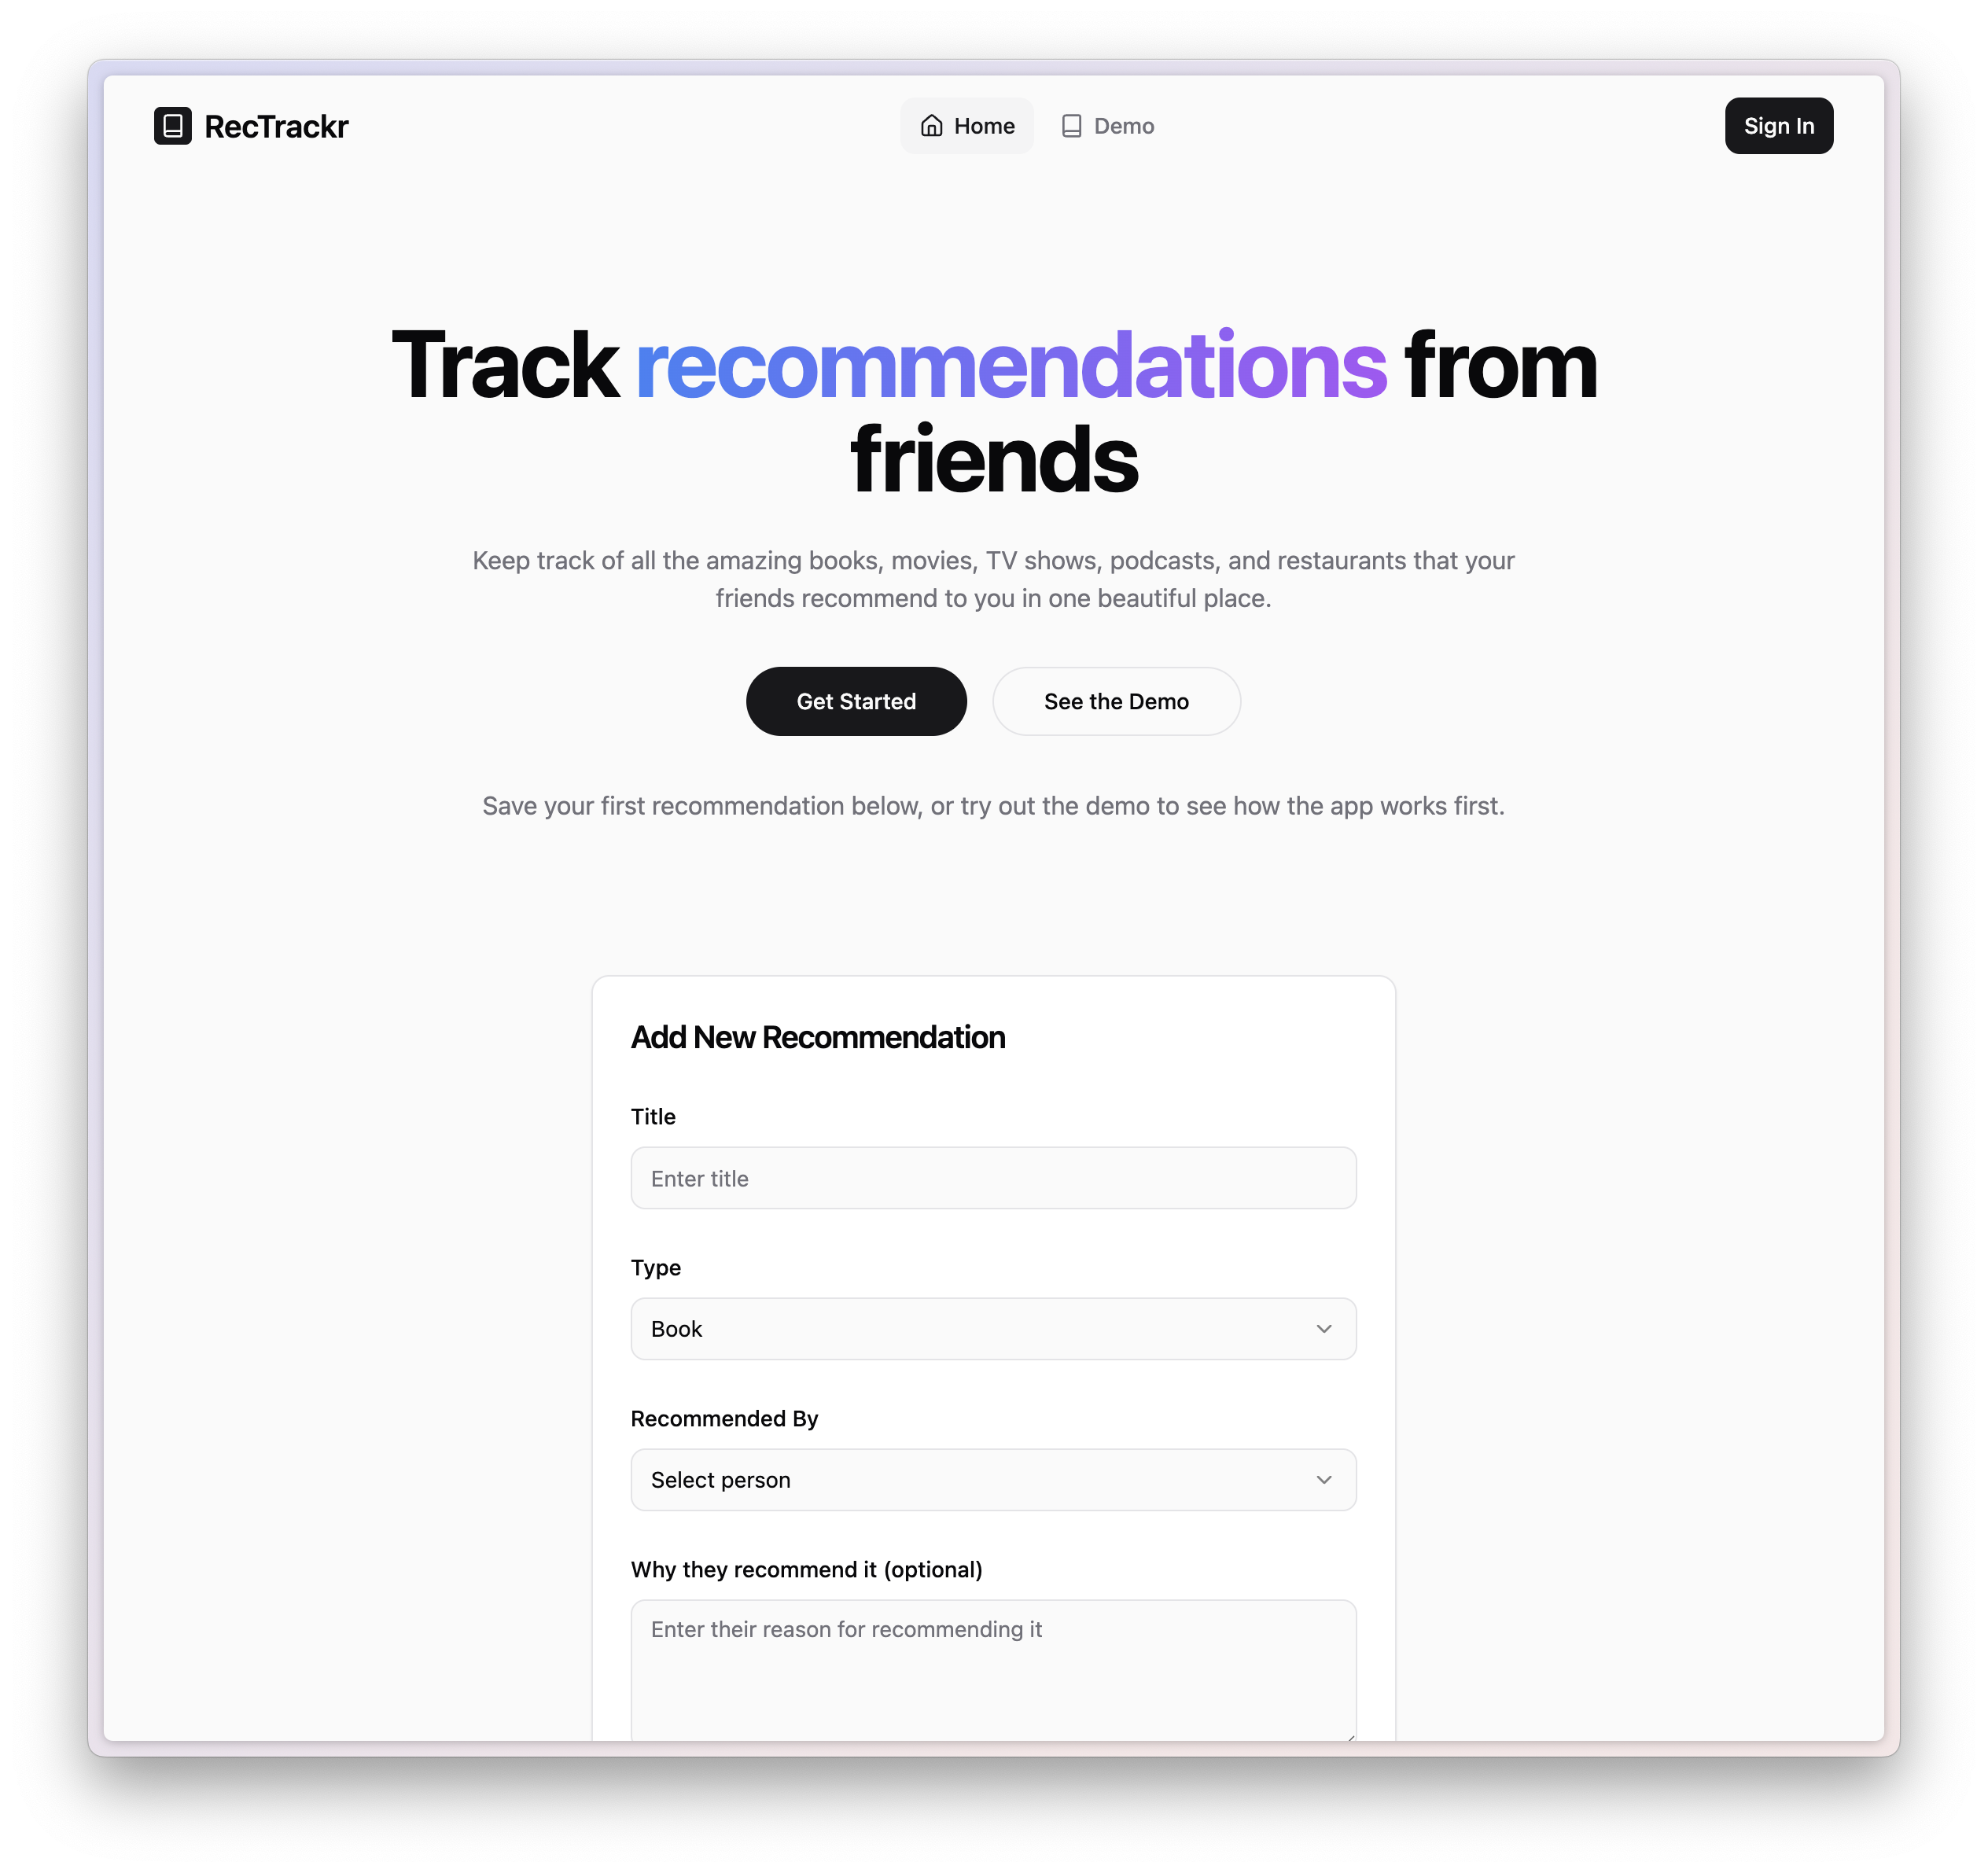 RecTrackr
Home
Demo
Sign In
Track recommendations from
friends
Keep track of all the amazing books, movies, TV shows, podcasts, and restaurants that your
friends recommend to you in one beautiful place.
Get Started
See the Demo
Save your first recommendation below, or try out the demo to see how the app works first.
Add New Recommendation
Title
Enter title
Type
Book
Recommended By
Select person
Why they recommend it (optional)
Enter their reason for recommending it